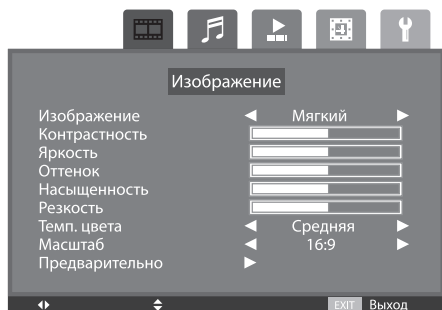 Изображение
Изображение Мягкий
Контрастность
Яркость
Оттенок
Насыщенность
Резкость
Темп. цвета Средняя
Масштаб 16:9
Предварительно
EXIT Выход